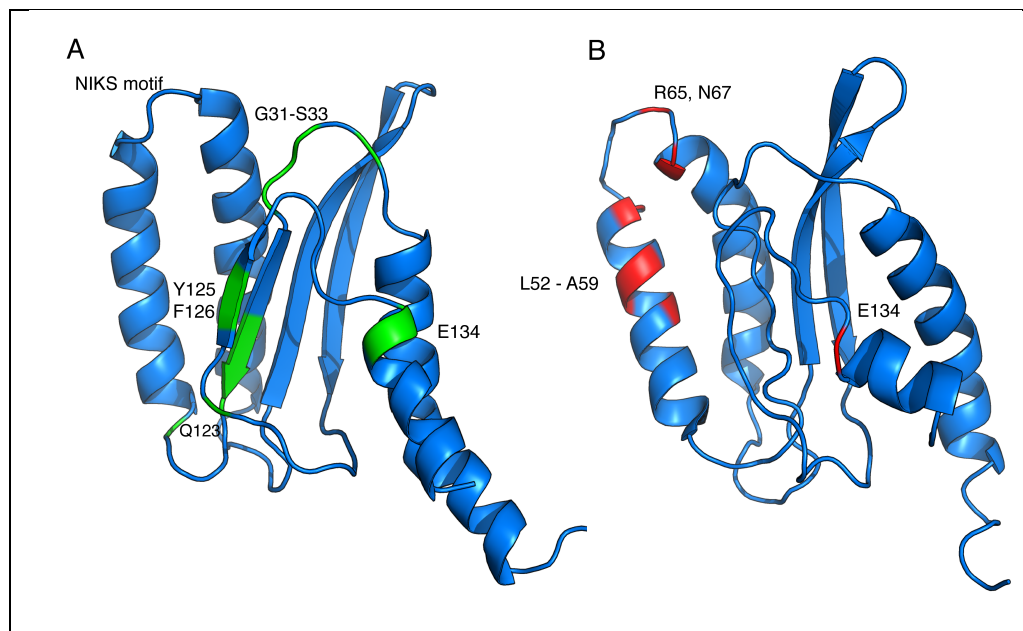 A
NIKS motif
G31-S33
Y125
F126
E134
Q123
B
R65, N67
L52 - A59
E134